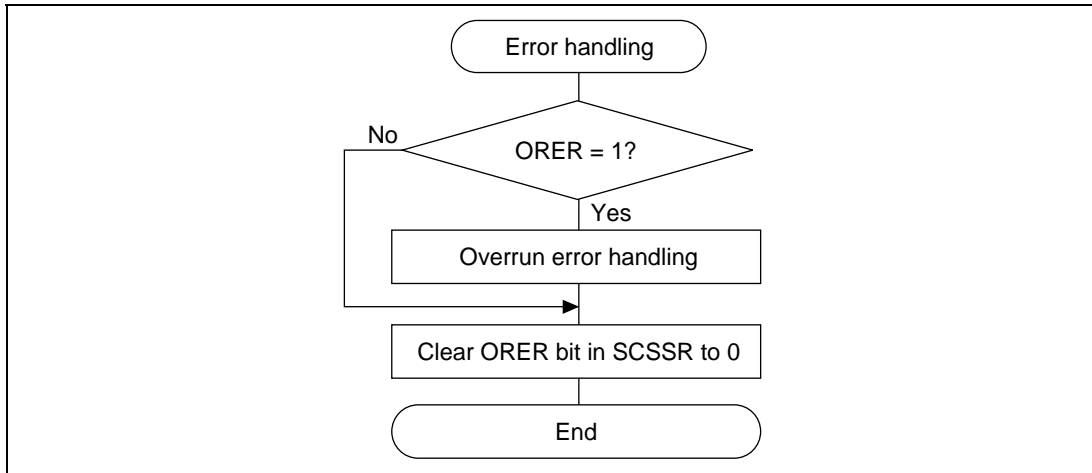 Error handling
No
ORER = 1?
Yes
Overrun error handling
Clear ORER bit in SCSSR to 0
End